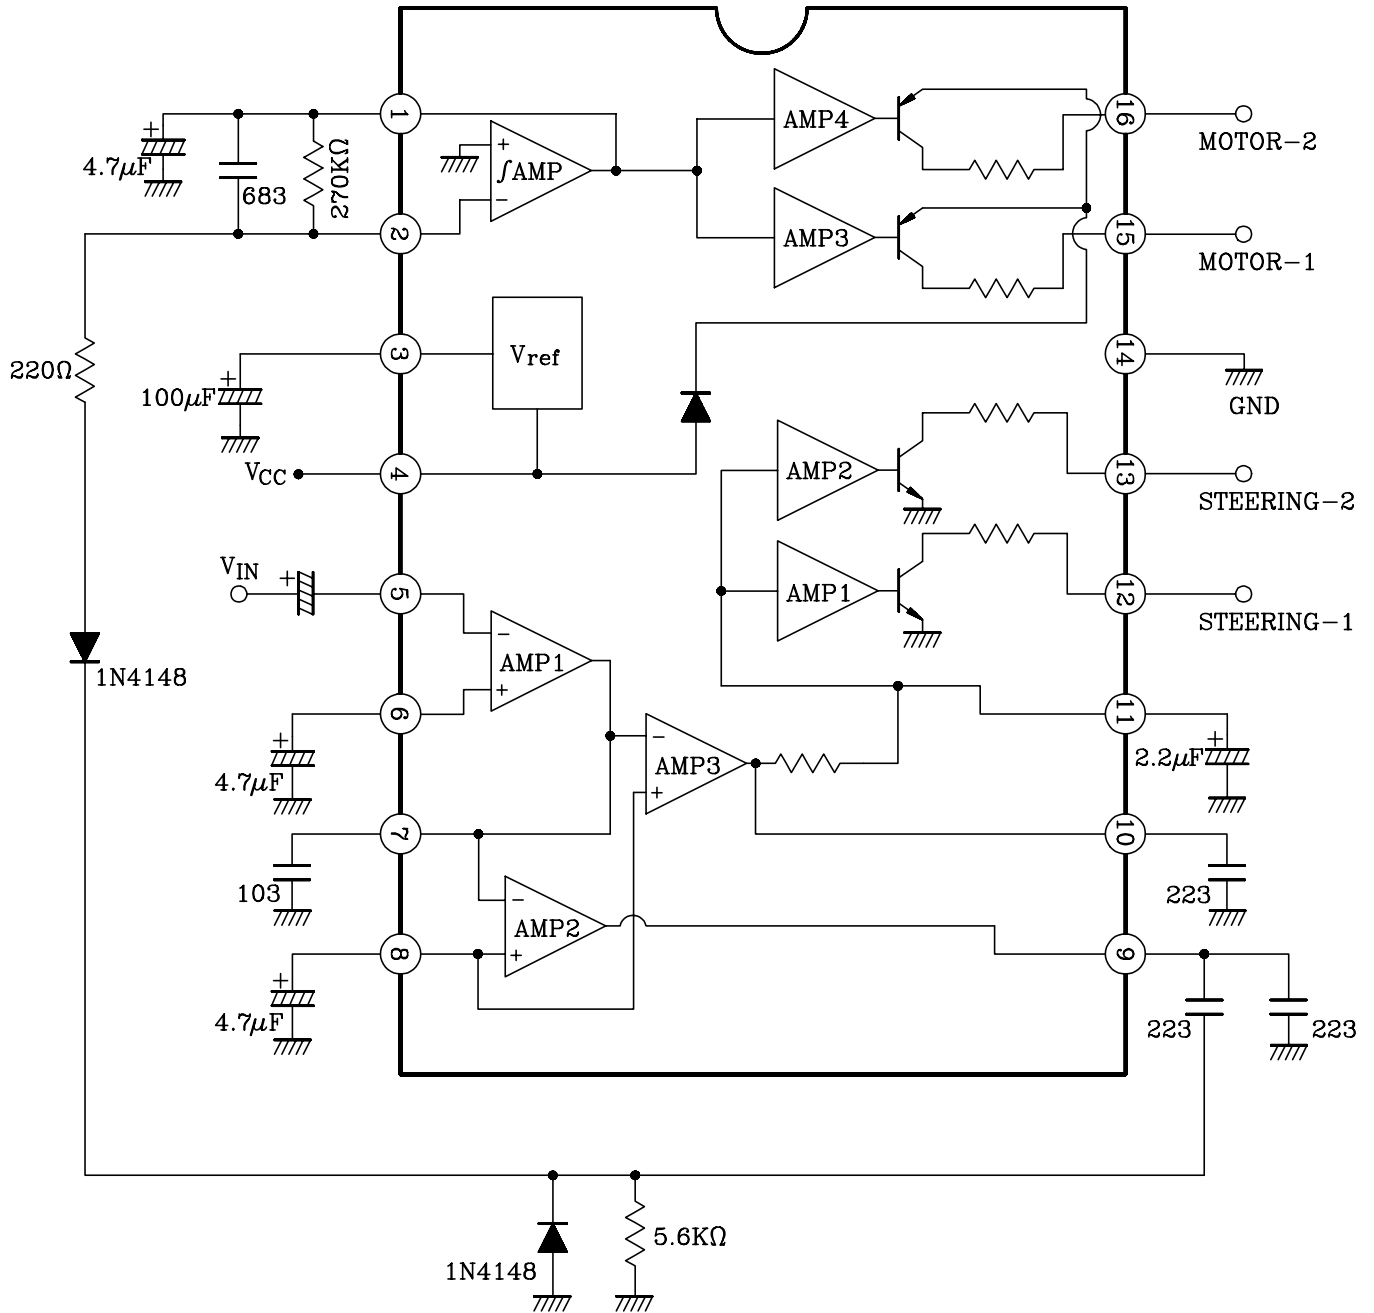 1
+
4.7μF
683
270KΩ
+
∫AMP
−
AMP4
16
MOTOR−2
2
AMP3
15
MOTOR−1
220Ω
3
+
100μF
Vref
14
GND
VCC
4
AMP2
13
STEERING−2
VIN
+
5
AMP1
12
STEERING−1
1N4148
−
AMP1
+
6
+
4.7μF
−
AMP3
+
11
+
2.2μF
7
103
10
223
−
AMP2
+
8
+
4.7μF
9
223
223
1N4148
5.6KΩ